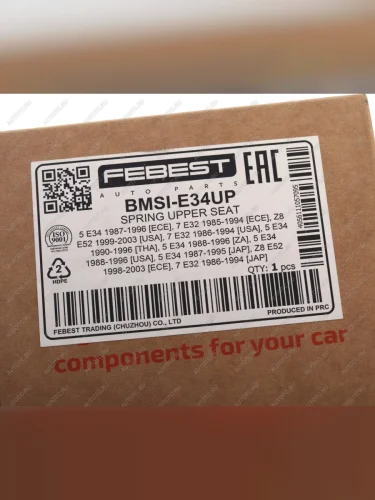 FEBEST
AUTO PARTS
EAC
BMSI-E34UP
SPRING UPPER SEAT
5 E34 1987-1996 [ECE], 7 E32 1985-1994 [ECE], Z8
E52 1999-2003 [USA], 7 E32 1986-1994 [USA], 5 E34
1990-1996 [THA], 5 E34 1988-1996 [ZA], 5 E34
1988-1996 [USA], 5 E34 1987-1995 [JAP], Z8 E52
1998-2003 [ECE], 7 E32 1986-1994 [JAP]
QTY: 1 pcs
ISO
9001
2
HDPE
PRODUCED IN PRC
FEBEST TRADING (CHUZHOU) CO., LTD
components for your car